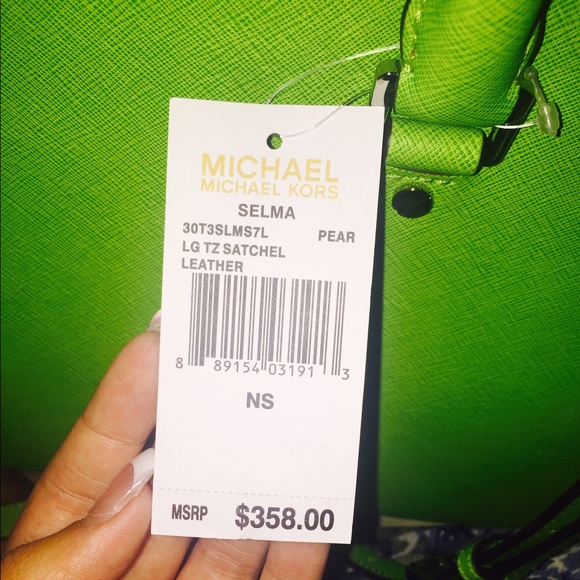 MICHAEL
MICHAEL KORS
SELMA
30T3SLMS7L PEAR
LG TZ SATCHEL
LEATHER
8 89154 03191 3
NS
MSRP $358.00